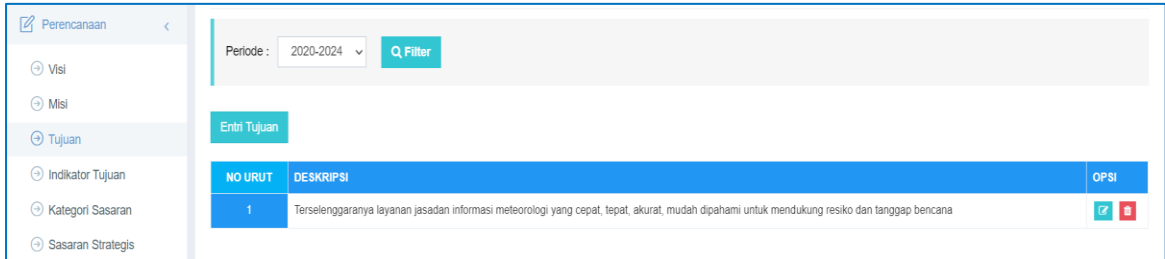 Perencanaan
Visi
Misi
Tujuan
Indikator Tujuan
Kategori Sasaran
Sasaran Strategis
Periode : 2020-2024 Filter
Entri Tujuan
NO URUT DESKRIPSI OPSI
1 Terselenggaranya layanan jasadan informasi meteorologi yang cepat, tepat, akurat, mudah dipahami untuk mendukung resiko dan tanggap bencana